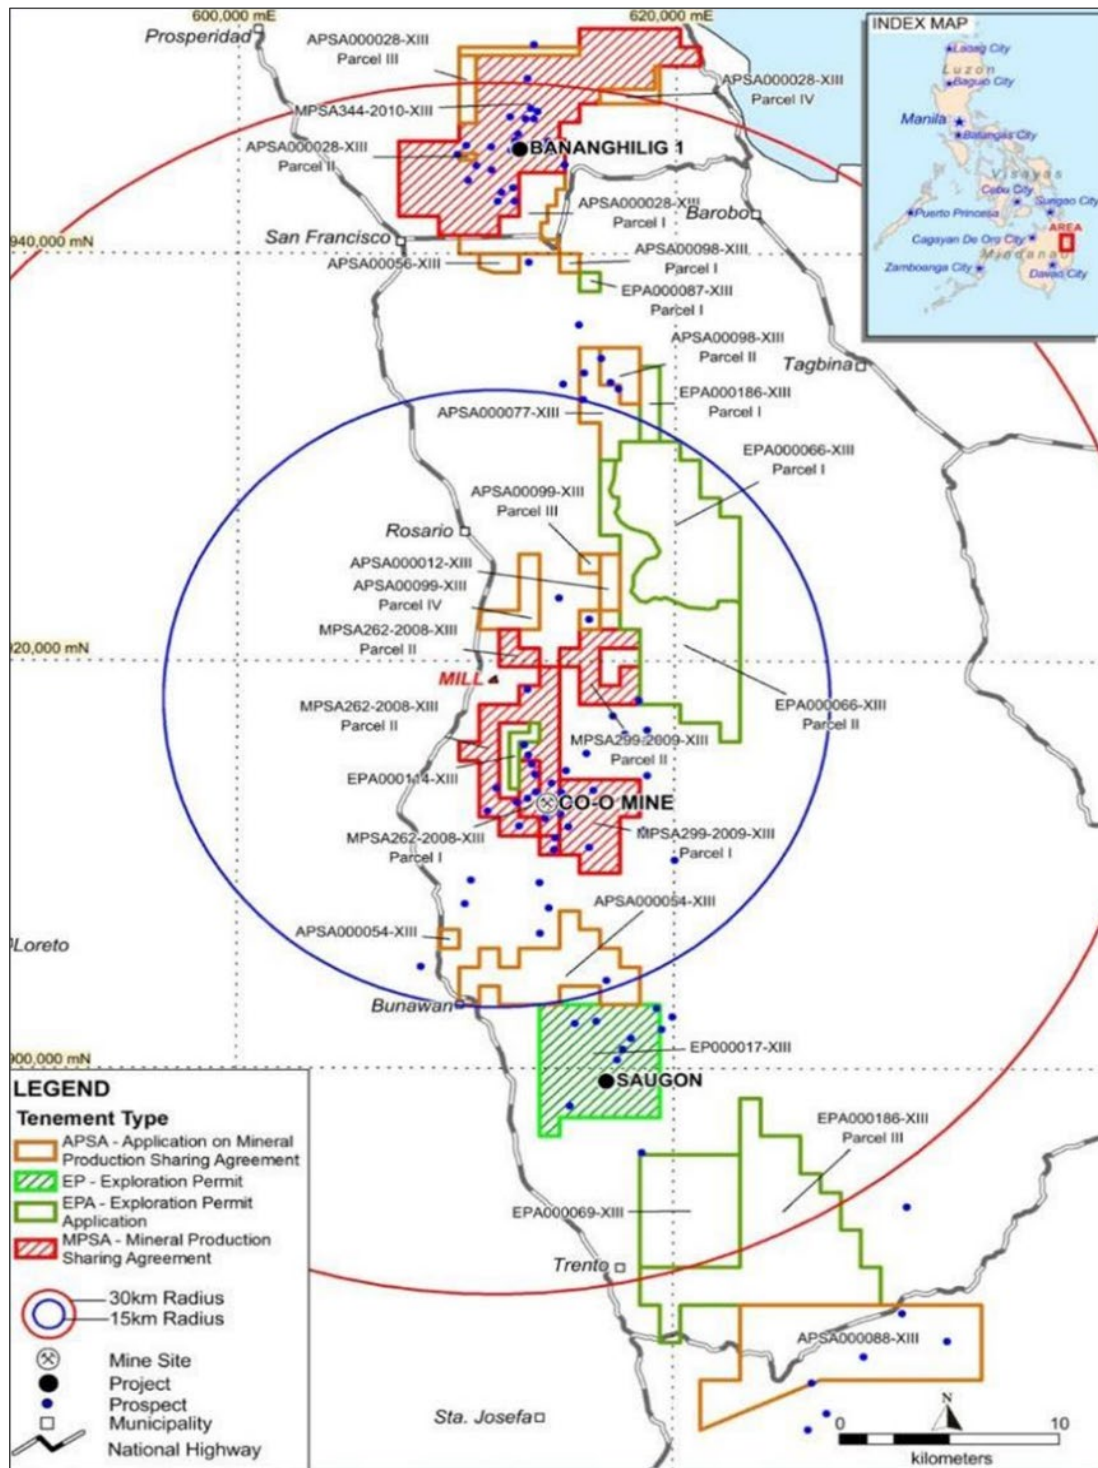 600,000 mE
620,000 mE
Prosperidad
APSA000028-XIII
Parcel III
APSA000028-XIII
Parcel IV
MPSA344-2010-XIII
APSA000028-XIII
Parcel II
BANANGHILIG 1
APSA000028-XIII
Parcel I
Barobo
San Francisco
940,000 mN
APSA00056-XIII
APSA00098-XIII
Parcel I
EPA000087-XIII
Parcel I
APSA00098-XIII
Parcel II
Tagbina
EPA000186-XIII
Parcel I
APSA000077-XIII
EPA000066-XIII
Parcel I
APSA00099-XIII
Parcel III
Rosario
APSA000012-XIII
APSA00099-XIII
Parcel IV
MPSA262-2008-XIII
Parcel II
920,000 mN
MILL
MPSA262-2008-XIII
Parcel II
EPA000066-XIII
Parcel II
MPSA299-2009-XIII
Parcel II
EPA000114-XIII
CO-O MINE
MPSA262-2008-XIII
Parcel I
MPSA299-2009-XIII
Parcel I
APSA000054-XIII
APSA000054-XIII
Loreto
Bunawan
EP000017-XIII
900,000 mN
SAUGON
EPA000186-XIII
Parcel III
EPA000069-XIII
Trento
APSA000088-XIII
Sta. Josefa
N
0 10
kilometers
INDEX MAP
Laoag City
Luzon
Baguio City
Manila
Batangas City
Visayas
Cebu City
Surigao City
Puerto Princesa
AREA
Cagayan De Oro City
Mindanao
Zamboanga City
Davao City
LEGEND
Tenement Type
APSA - Application on Mineral
Production Sharing Agreement
EP - Exploration Permit
EPA - Exploration Permit
Application
MPSA - Mineral Production
Sharing Agreement
30km Radius
15km Radius
Mine Site
Project
Prospect
Municipality
National Highway